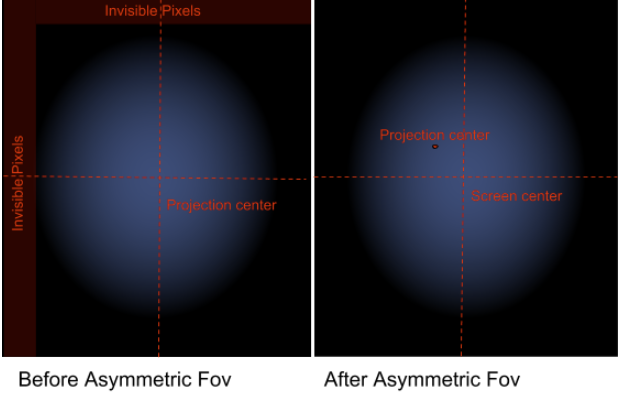 Invisible Pixels
Invisible Pixels
Projection center
Before Asymmetric Fov
Projection center
Screen center
After Asymmetric Fov